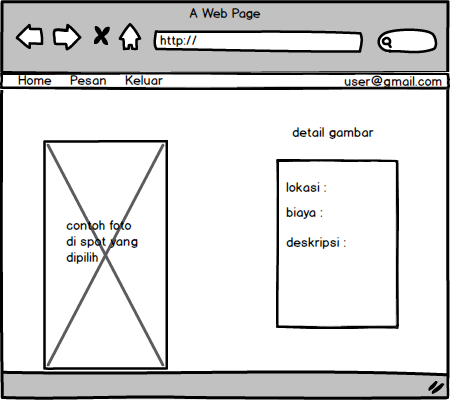 A Web Page
http://
Home Pesan Keluar user@gmail.com
detail gambar
contoh foto
di spot yang
dipilih
lokasi :
biaya :
deskripsi :